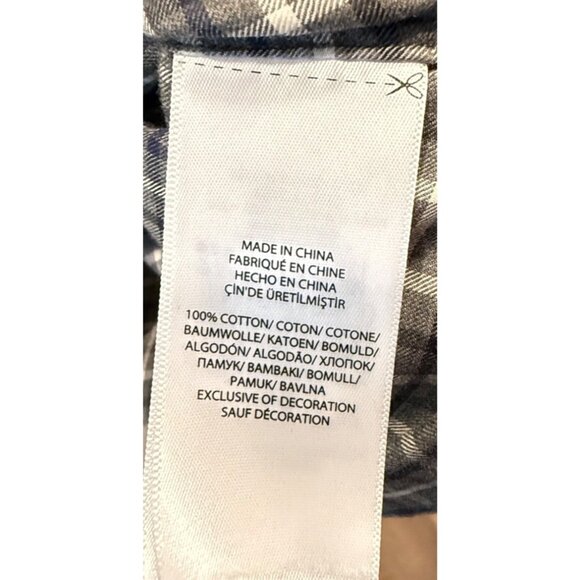 MADE IN CHINA
FABRIQUÉ EN CHINE
HECHO EN CHINA
ÇİN'DE ÜRETİLMİŞTİR
100% COTTON/ COTON/ COTONE/
BAUMWOLLE/ KATOEN/ BOMULD/
ALGODÓN/ ALGODÃO/ ХЛОПОК/
ПАМУК/ ΒΑΜΒΑΚΙ/ BOMULL/
PAMUK/ BAVLNA
EXCLUSIVE OF DECORATION
SAUF DÉCORATION